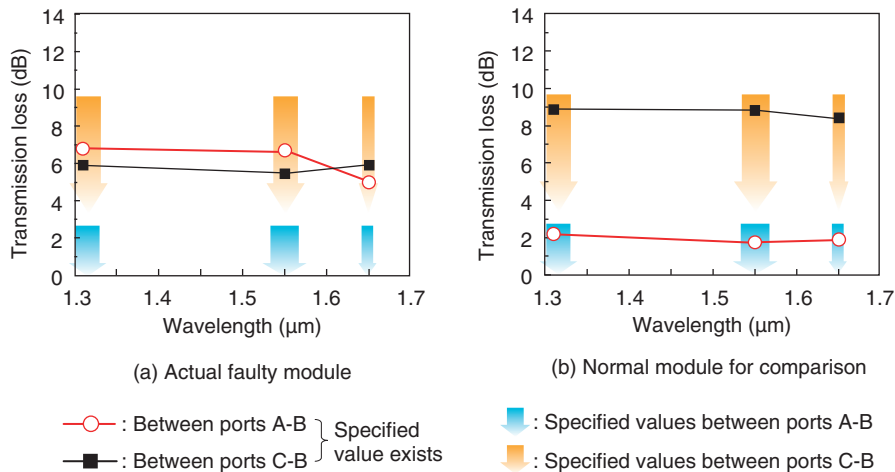 14
12
10
8
6
4
2
0
Transmission loss (dB)
1.3
1.4
1.5
1.6
1.7
Wavelength (µm)
(a) Actual faulty module
14
12
10
8
6
4
2
0
Transmission loss (dB)
1.3
1.4
1.5
1.6
1.7
Wavelength (µm)
(b) Normal module for comparison
: Between ports A-B
: Between ports C-B
Specified
value exists
: Specified values between ports A-B
: Specified values between ports C-B